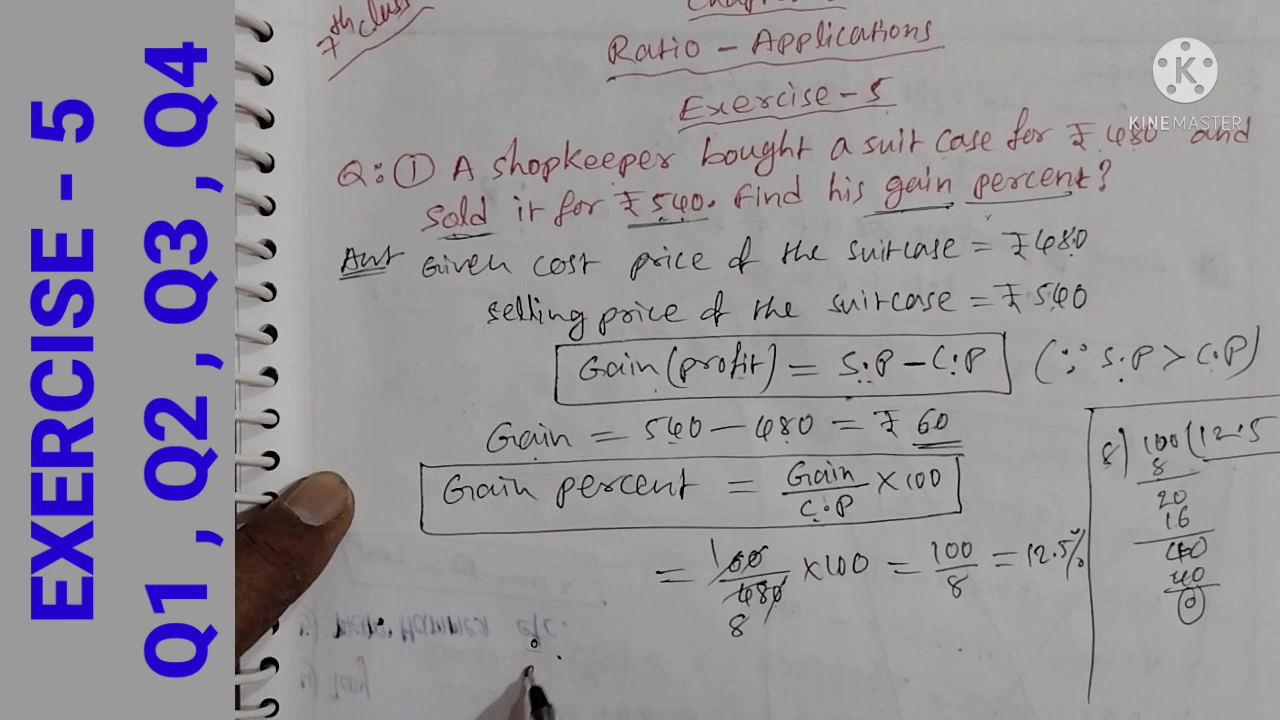 EXERCISE - 5
Q1 , Q2 , Q3 , Q4
7th class
Ratio - Applications
Exercise - 5
KINEMASTER
Q:① A shopkeeper bought a suit case for ₹ 480 and
sold it for ₹ 540. Find his gain percent?
Given cost price of the suitcase = ₹ 480
selling price of the suitcase = ₹ 540
Gain (profit) = S.P - C.P (∵ S.P > C.P)
Gain = 540 - 480 = ₹ 60
Gain percent = Gain/C.P × 100
= 60/480 × 100 = 100/8 = 12.5%
1
8
8) 100 (12.5
8
20
16
40
40
0
etc.